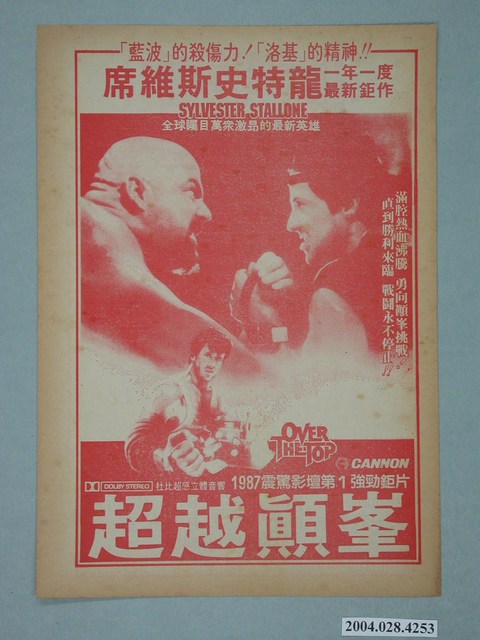 「藍波」的殺傷力！「洛基」的精神!!
席維斯史特龍 一年一度最新鉅作
SYLVESTER STALLONE
全球矚目萬衆激昂的最新英雄
滿腔熱血沸騰 勇向顚峯挑戰。
直到勝利來臨 戰鬪永不停止!!
OVER THE TOP
CANNON
DOLBY STEREO 杜比超感立體音響 1987震驚影壇第1強勁鉅片
超越顚峯
2004.028.4253